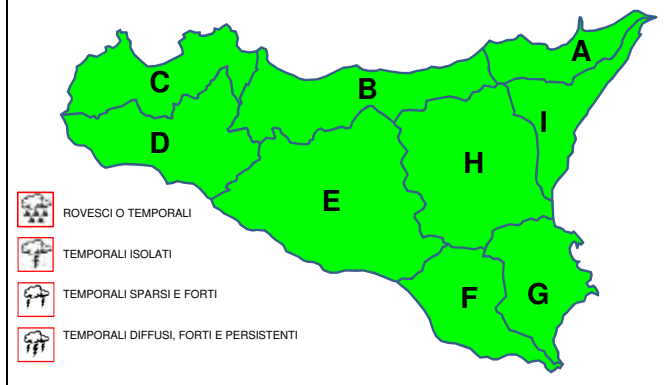 A
C
B
I
D
H
E
ROVESCI O TEMPORALI
TEMPORALI ISOLATI
TEMPORALI SPARSI E FORTI
F
G
TEMPORALI DIFFUSI, FORTI E PERSISTENTI